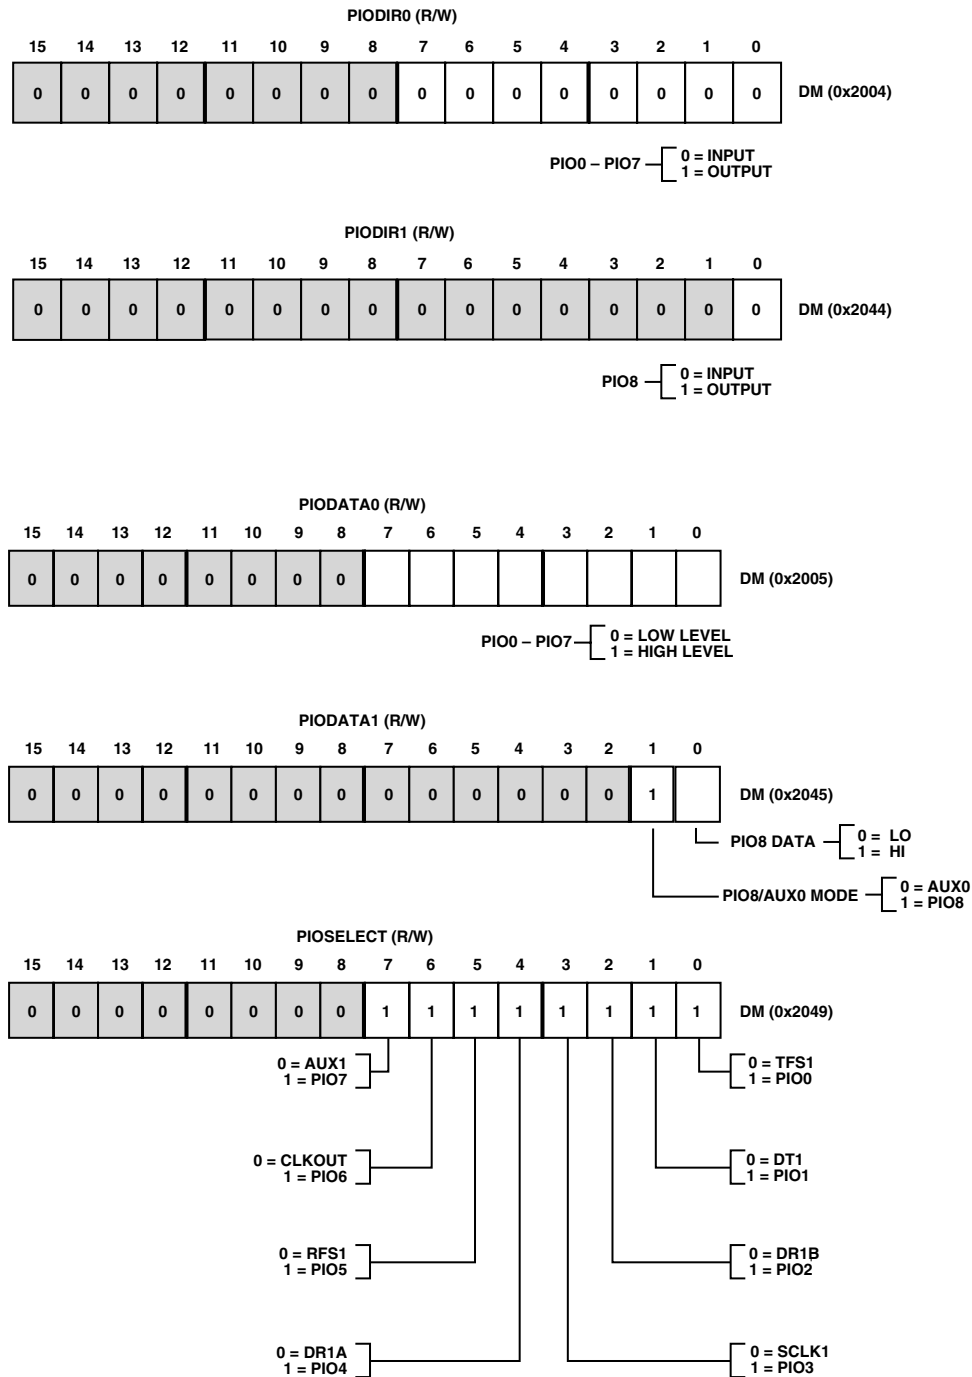 PIODIR0 (R/W)
15 14 13 12 11 10 9 8 7 6 5 4 3 2 1 0
0 0 0 0 0 0 0 0 0 0 0 0 0 0 0 0 DM (0x2004)
PIO0 – PIO7 0 = INPUT
1 = OUTPUT
PIODIR1 (R/W)
15 14 13 12 11 10 9 8 7 6 5 4 3 2 1 0
0 0 0 0 0 0 0 0 0 0 0 0 0 0 0 0 DM (0x2044)
PIO8 0 = INPUT
1 = OUTPUT
PIODATA0 (R/W)
15 14 13 12 11 10 9 8 7 6 5 4 3 2 1 0
0 0 0 0 0 0 0 0 DM (0x2005)
PIO0 – PIO7 0 = LOW LEVEL
1 = HIGH LEVEL
PIODATA1 (R/W)
15 14 13 12 11 10 9 8 7 6 5 4 3 2 1 0
0 0 0 0 0 0 0 0 0 0 0 0 0 0 1 DM (0x2045)
PIO8 DATA 0 = LO
1 = HI
PIO8/AUX0 MODE 0 = AUX0
1 = PIO8
PIOSELECT (R/W)
15 14 13 12 11 10 9 8 7 6 5 4 3 2 1 0
0 0 0 0 0 0 0 0 1 1 1 1 1 1 1 1 DM (0x2049)
0 = AUX1 0 = TFS1
1 = PIO7 1 = PIO0
0 = CLKOUT 0 = DT1
1 = PIO6 1 = PIO1
0 = RFS1 0 = DR1B
1 = PIO5 1 = PIO2
0 = DR1A 0 = SCLK1
1 = PIO4 1 = PIO3